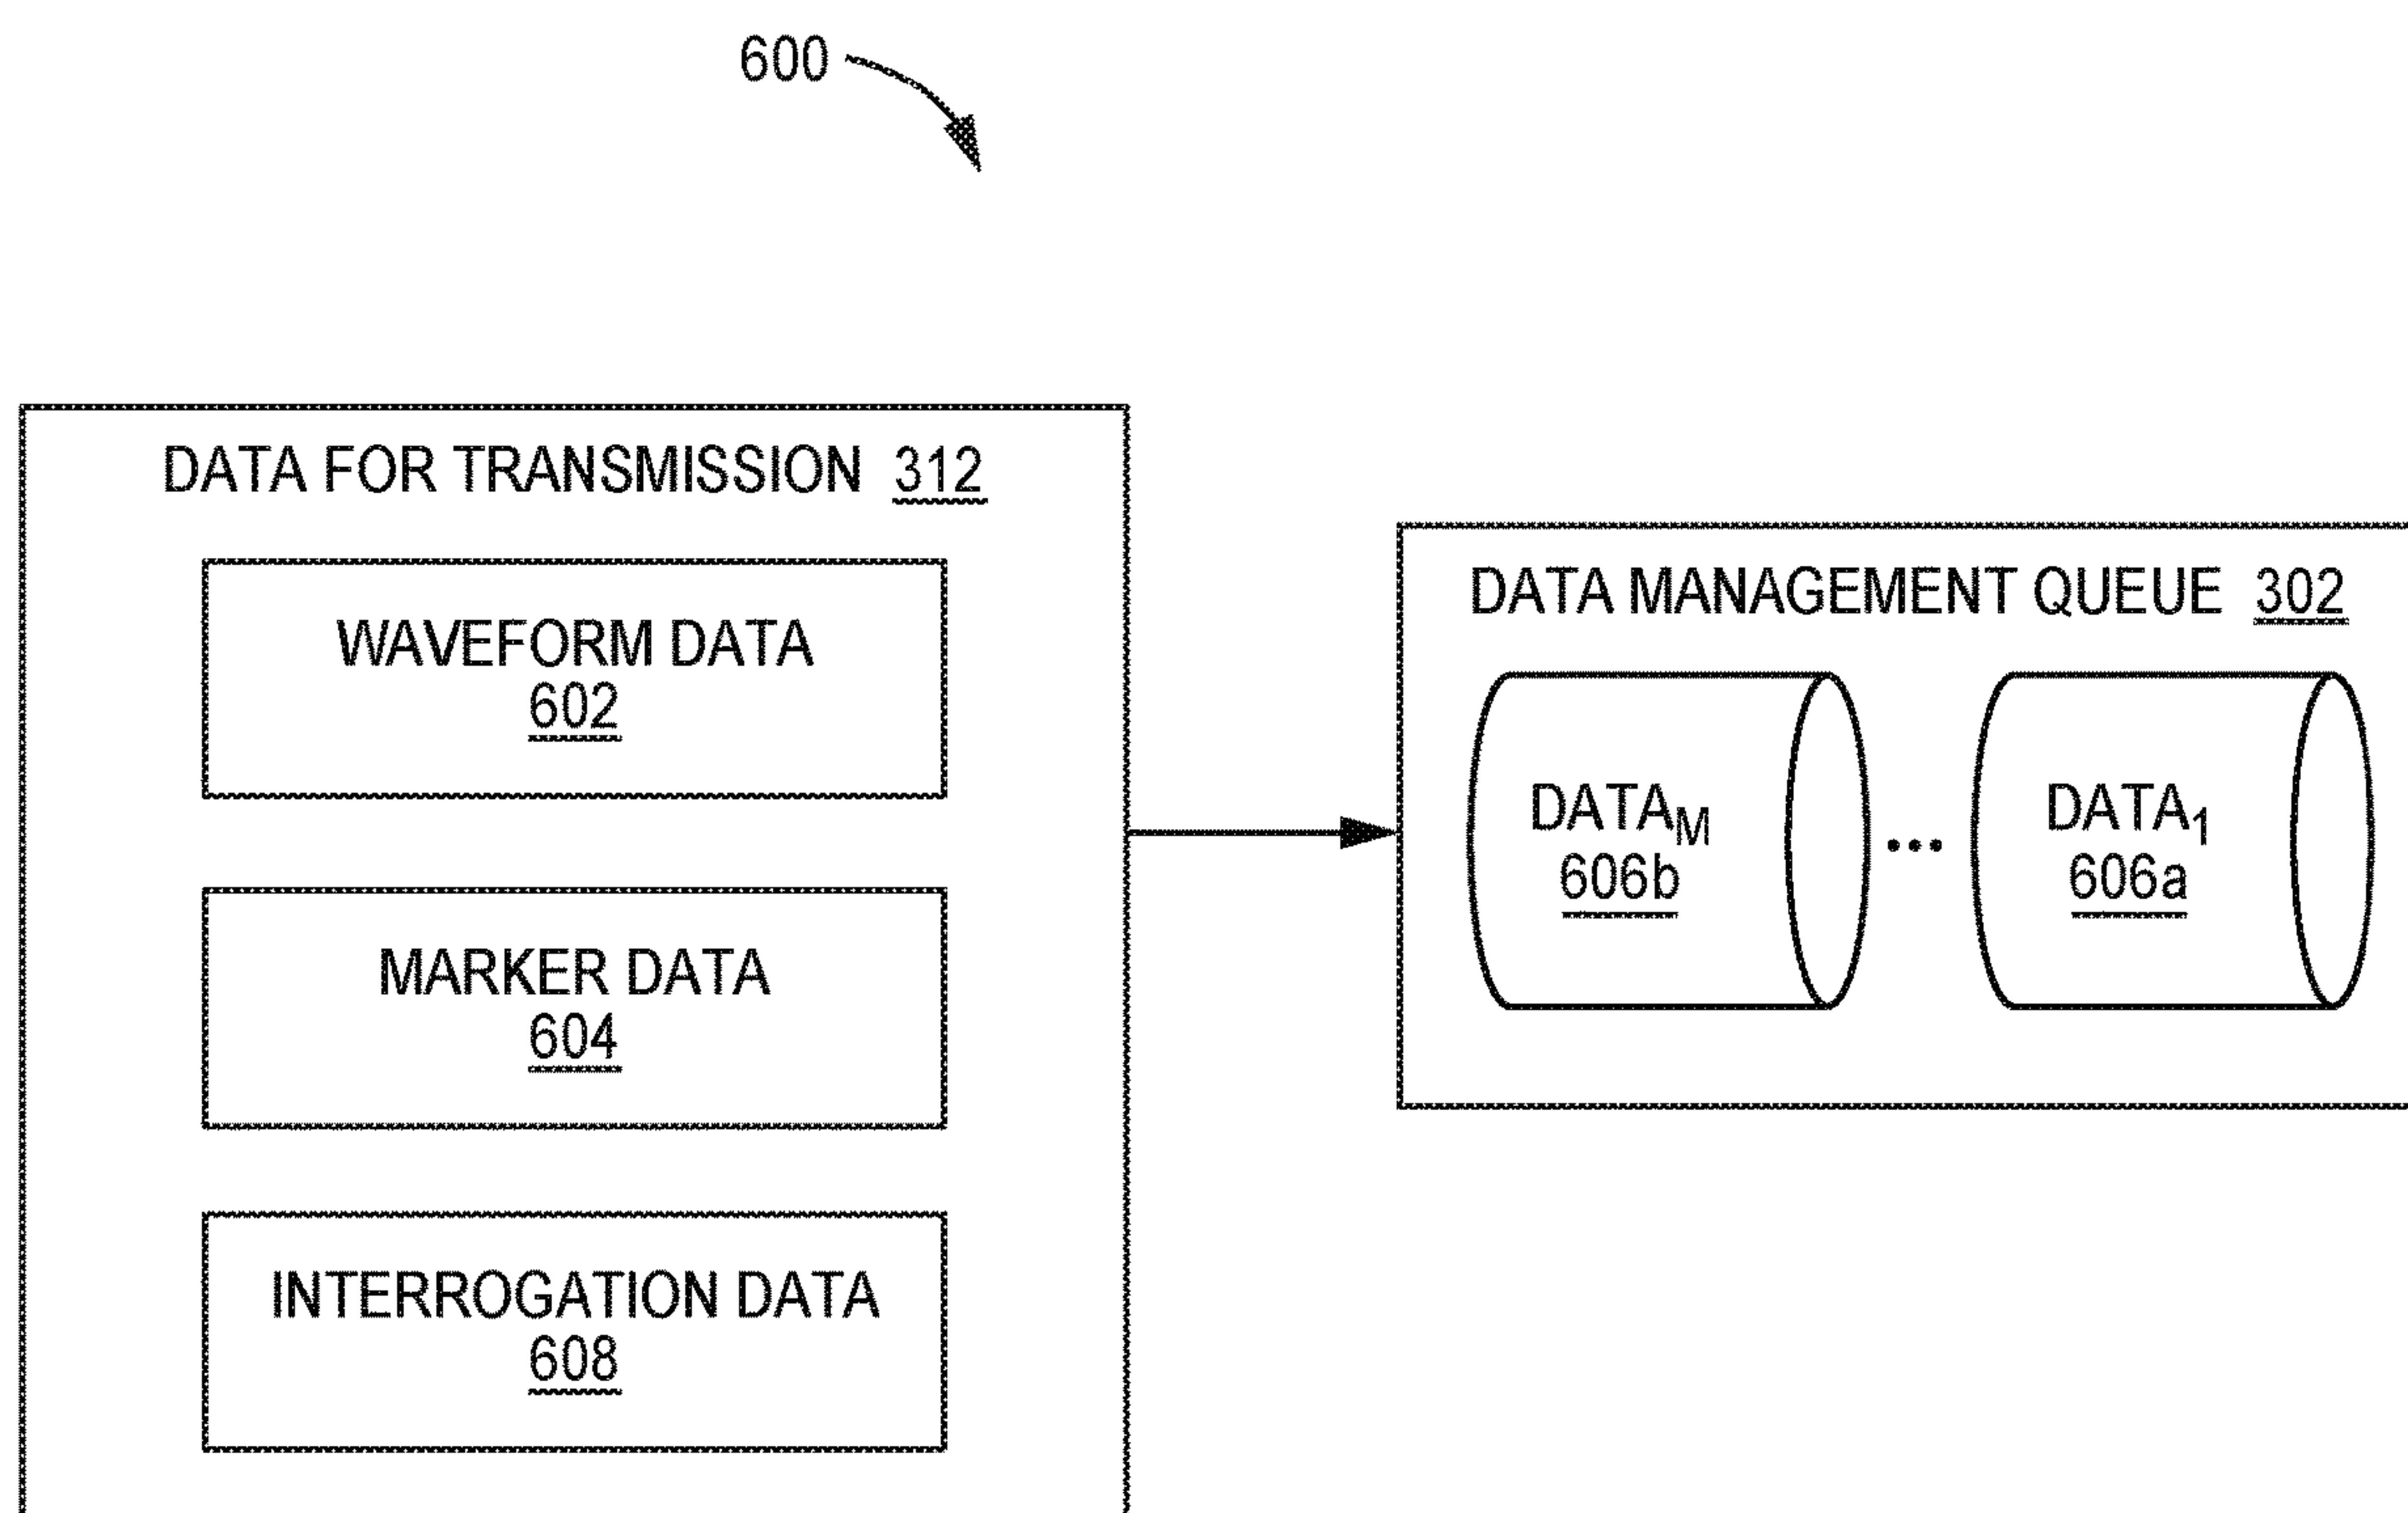 600
DATA FOR TRANSMISSION 312
WAVEFORM DATA
602
MARKER DATA
604
INTERROGATION DATA
608
DATA MANAGEMENT QUEUE 302
DATAM ... DATA1
606b 606a